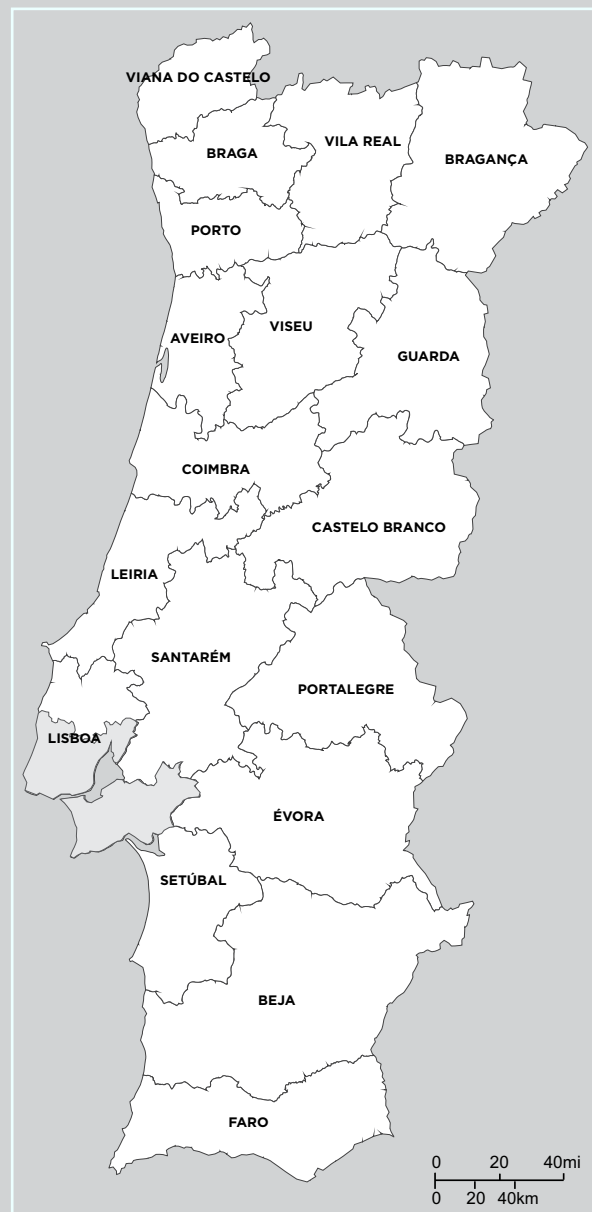 VIANA DO CASTELO
BRAGA
VILA REAL
BRAGANÇA
PORTO
AVEIRO
VISEU
GUARDA
COIMBRA
CASTELO BRANCO
LEIRIA
SANTARÉM
PORTALEGRE
LISBOA
ÉVORA
SETÚBAL
BEJA
FARO
0 20 40mi
0 20 40km